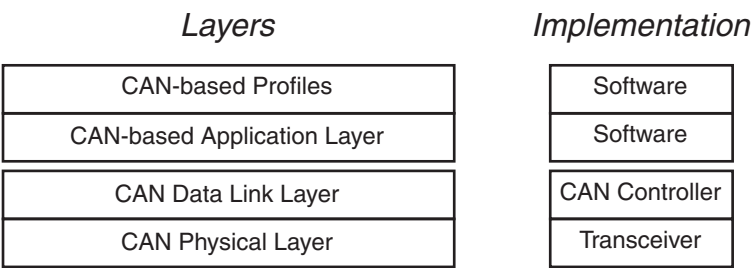 Layers Implementation
CAN-based Profiles Software
CAN-based Application Layer Software
CAN Data Link Layer CAN Controller
CAN Physical Layer Transceiver